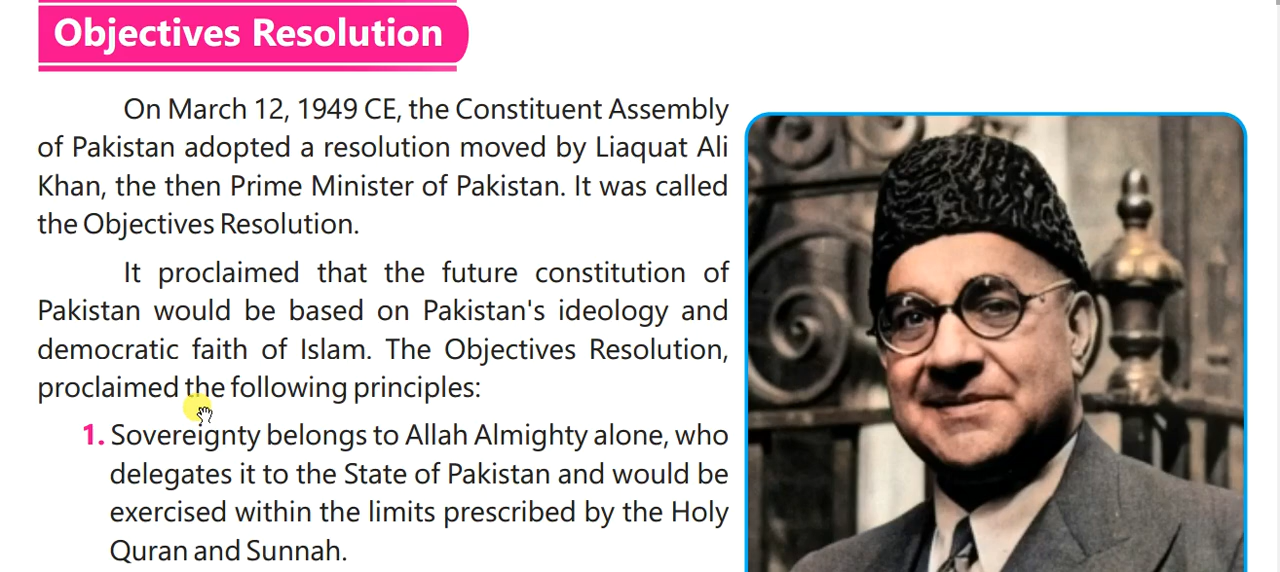 Objectives Resolution
On March 12, 1949 CE, the Constituent Assembly
of Pakistan adopted a resolution moved by Liaquat Ali
Khan, the then Prime Minister of Pakistan. It was called
the Objectives Resolution.
It proclaimed that the future constitution of
Pakistan would be based on Pakistan's ideology and
democratic faith of Islam. The Objectives Resolution,
proclaimed the following principles:
1. Sovereignty belongs to Allah Almighty alone, who
delegates it to the State of Pakistan and would be
exercised within the limits prescribed by the Holy
Quran and Sunnah.